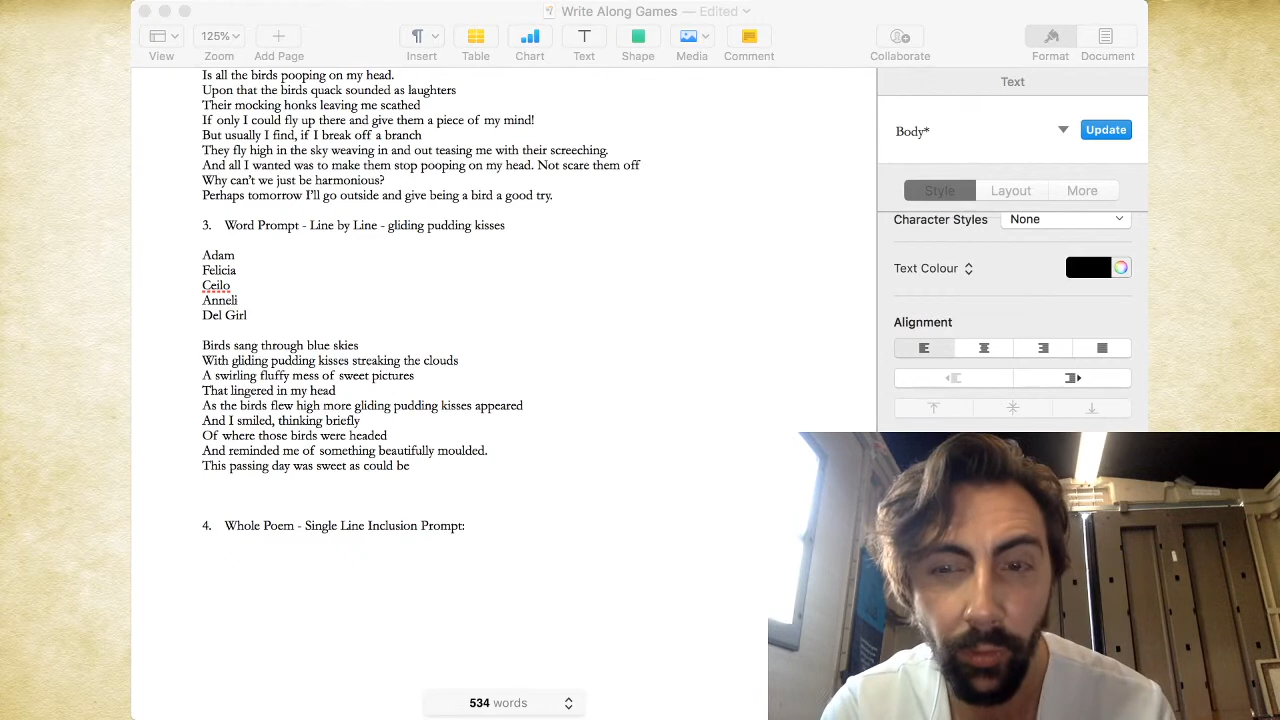 Write Along Games — Edited
125%
View
Zoom
Add Page
Insert
Table
Chart
Text
Shape
Media
Comment
Collaborate
Format
Document
Is all the birds pooping on my head.
Upon that the birds quack sounded as laughters
Their mocking honks leaving me scathed
If only I could fly up there and give them a piece of my mind!
But usually I find, if I break off a branch
They fly high in the sky weaving in and out teasing me with their screeching.
And all I wanted was to make them stop pooping on my head. Not scare them off
Why can't we just be harmonious?
Perhaps tomorrow I'll go outside and give being a bird a good try.
3. Word Prompt - Line by Line - gliding pudding kisses
Adam
Felicia
Ceilo
Anneli
Del Girl
Birds sang through blue skies
With gliding pudding kisses streaking the clouds
A swirling fluffy mess of sweet pictures
That lingered in my head
As the birds flew high more gliding pudding kisses appeared
And I smiled, thinking briefly
Of where those birds were headed
And reminded me of something beautifully moulded.
This passing day was sweet as could be
4. Whole Poem - Single Line Inclusion Prompt:
534 words
Text
Body*
Update
Style
Layout
More
Character Styles
None
Text Colour
Alignment